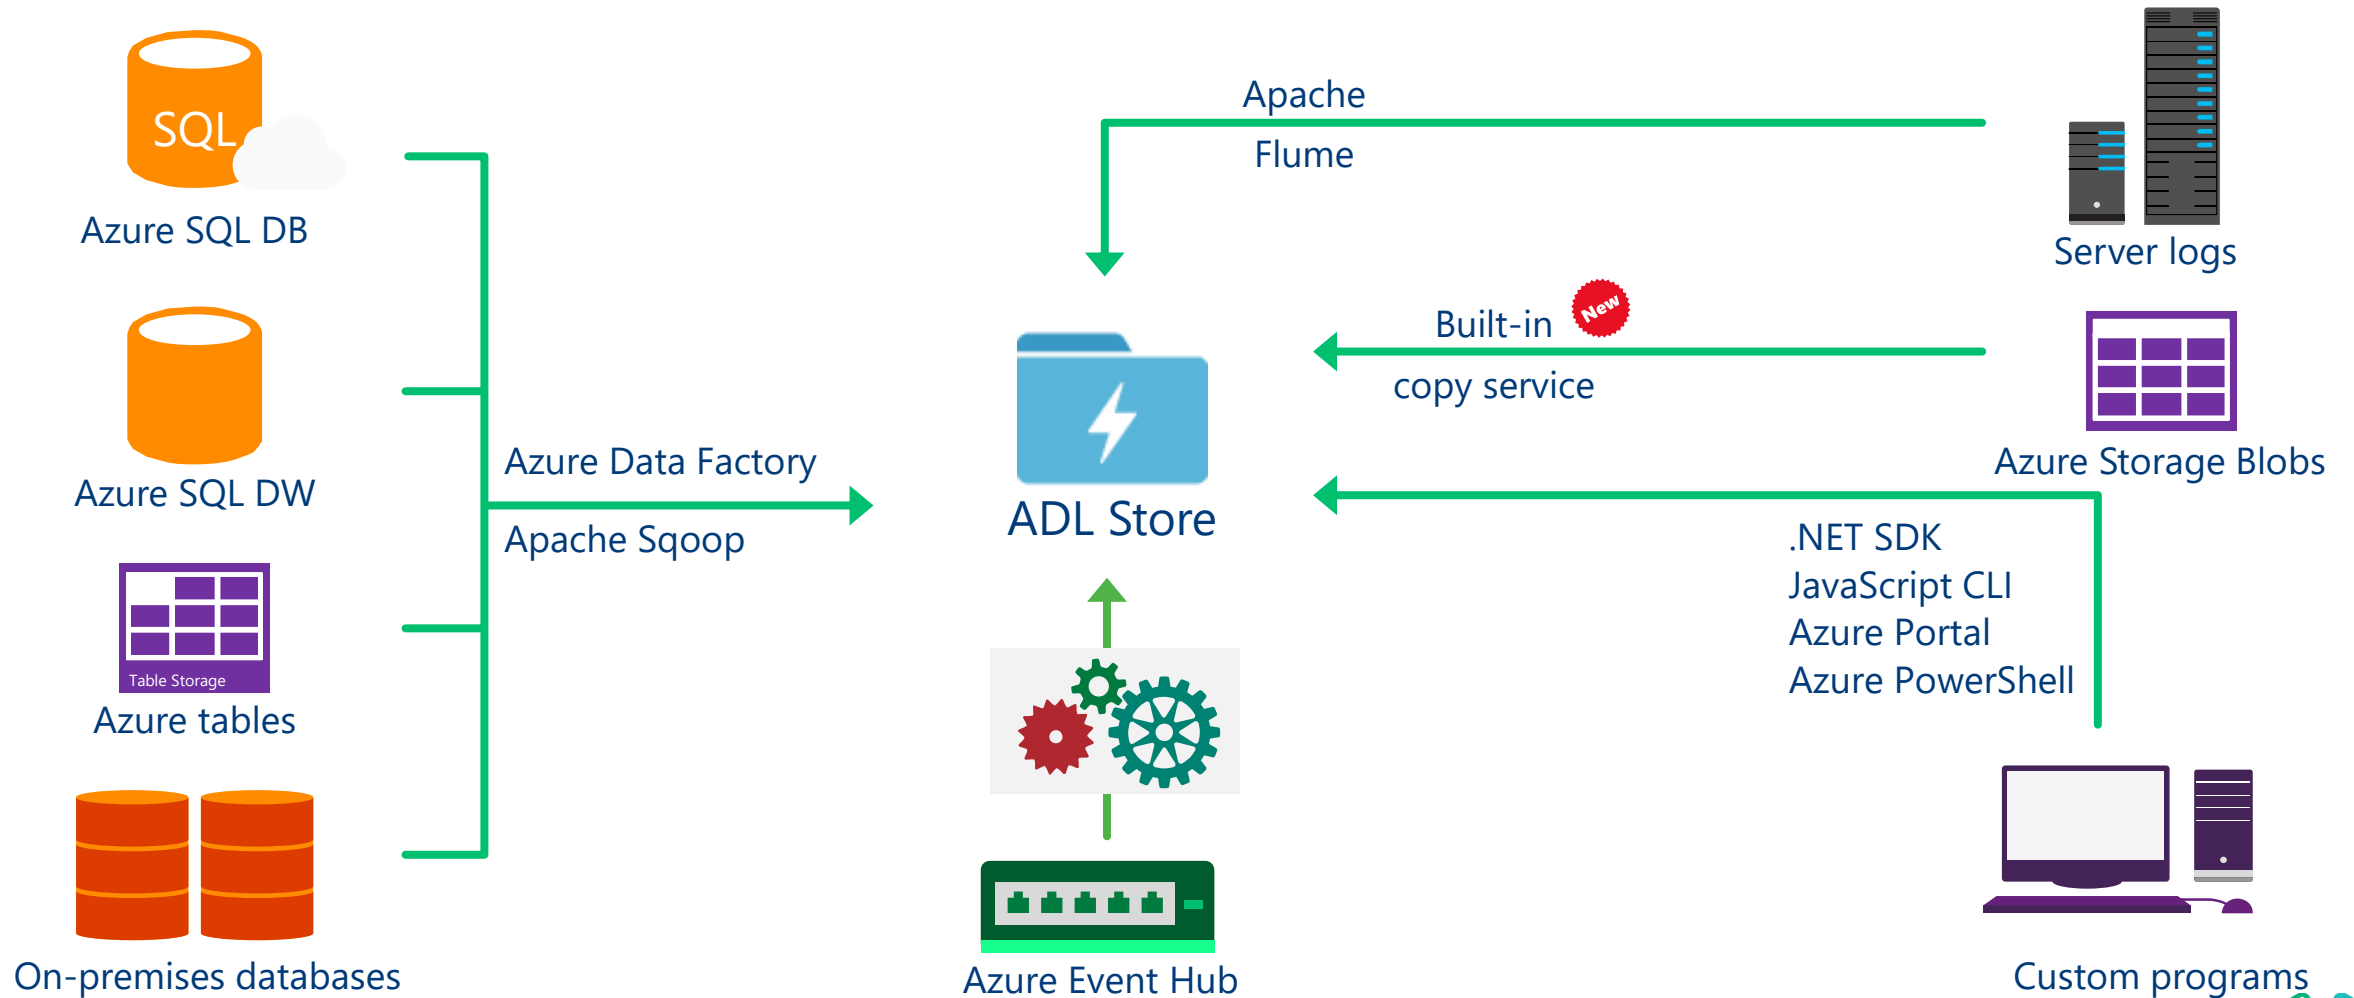 SQL
Azure SQL DB
Azure SQL DW
Table Storage
Azure tables
On-premises databases
Azure Data Factory
Apache Sqoop
ADL Store
Azure Event Hub
Apache
Flume
Server logs
Built-in
New
copy service
Azure Storage Blobs
.NET SDK
JavaScript CLI
Azure Portal
Azure PowerShell
Custom programs